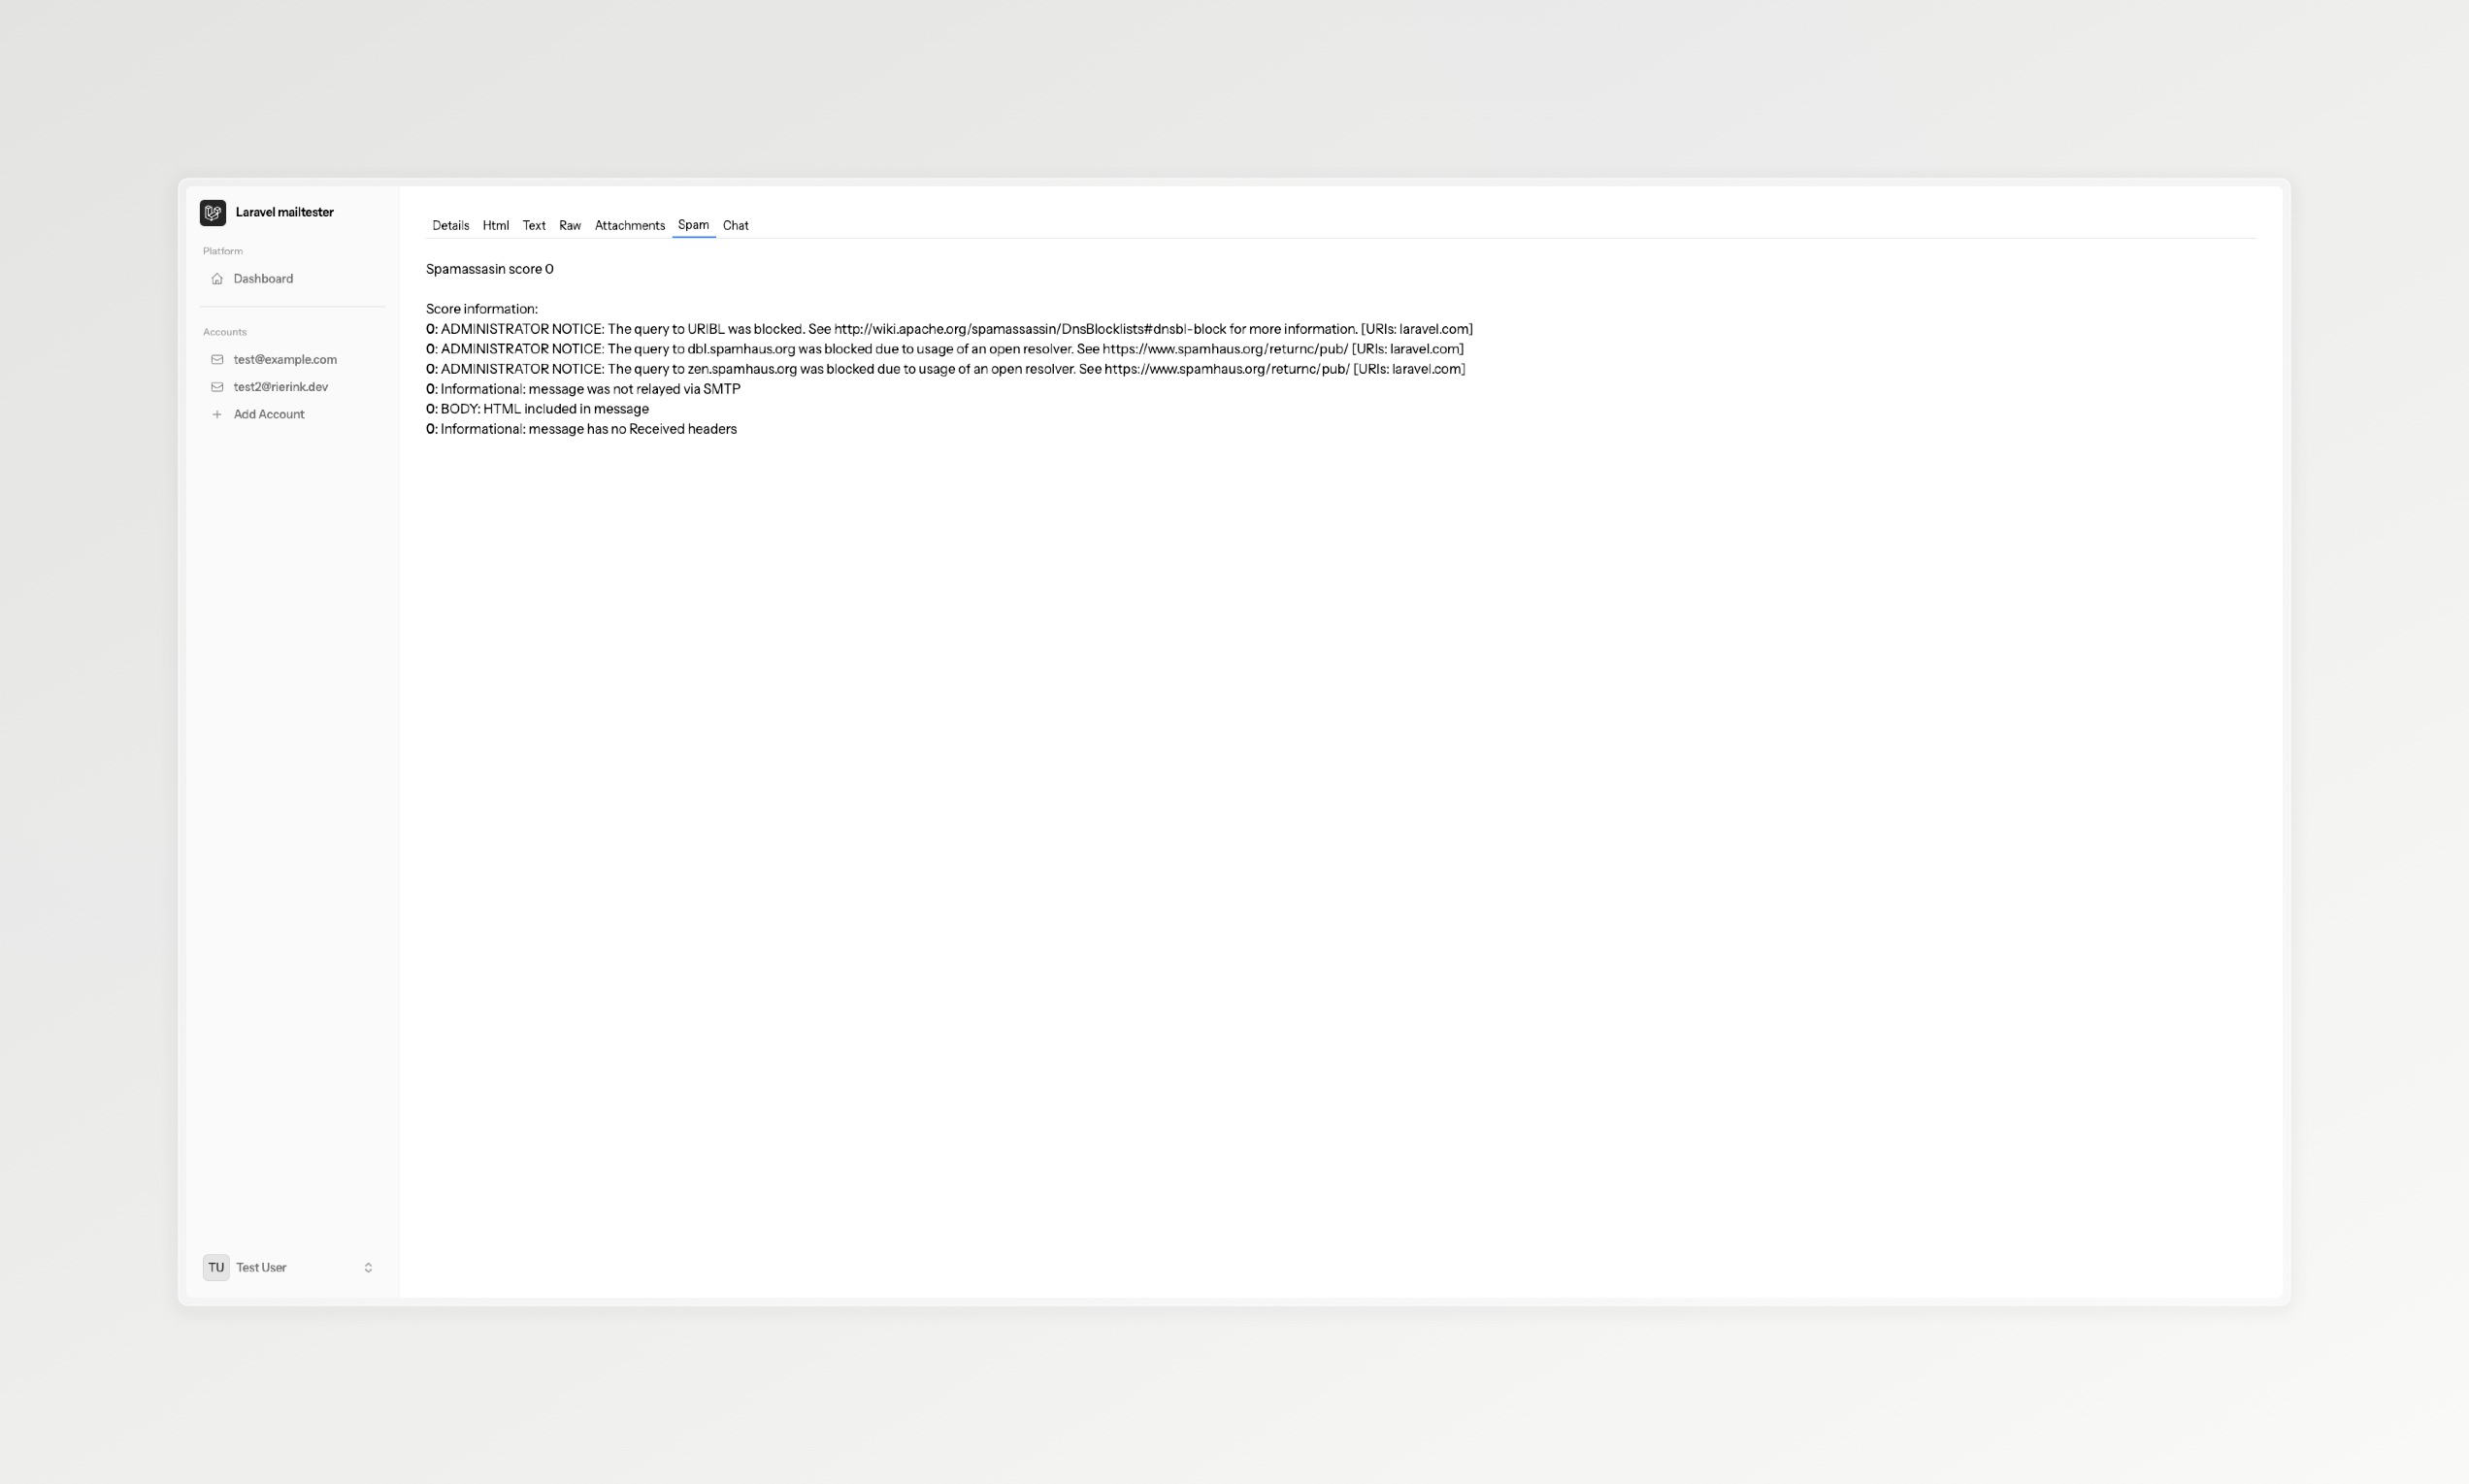 Laravel mailtester
Platform
Dashboard
Accounts
test@example.com
test2@rierink.dev
Add Account
TU Test User
Details Html Text Raw Attachments Spam Chat
Spamassasin score 0
Score information:
0: ADMINISTRATOR NOTICE: The query to URIBL was blocked. See http://wiki.apache.org/spamassassin/DnsBlocklists#dnsbl-block for more information. [URIs: laravel.com]
0: ADMINISTRATOR NOTICE: The query to dbl.spamhaus.org was blocked due to usage of an open resolver. See https://www.spamhaus.org/returnc/pub/ [URIs: laravel.com]
0: ADMINISTRATOR NOTICE: The query to zen.spamhaus.org was blocked due to usage of an open resolver. See https://www.spamhaus.org/returnc/pub/ [URIs: laravel.com]
0: Informational: message was not relayed via SMTP
0: BODY: HTML included in message
0: Informational: message has no Received headers